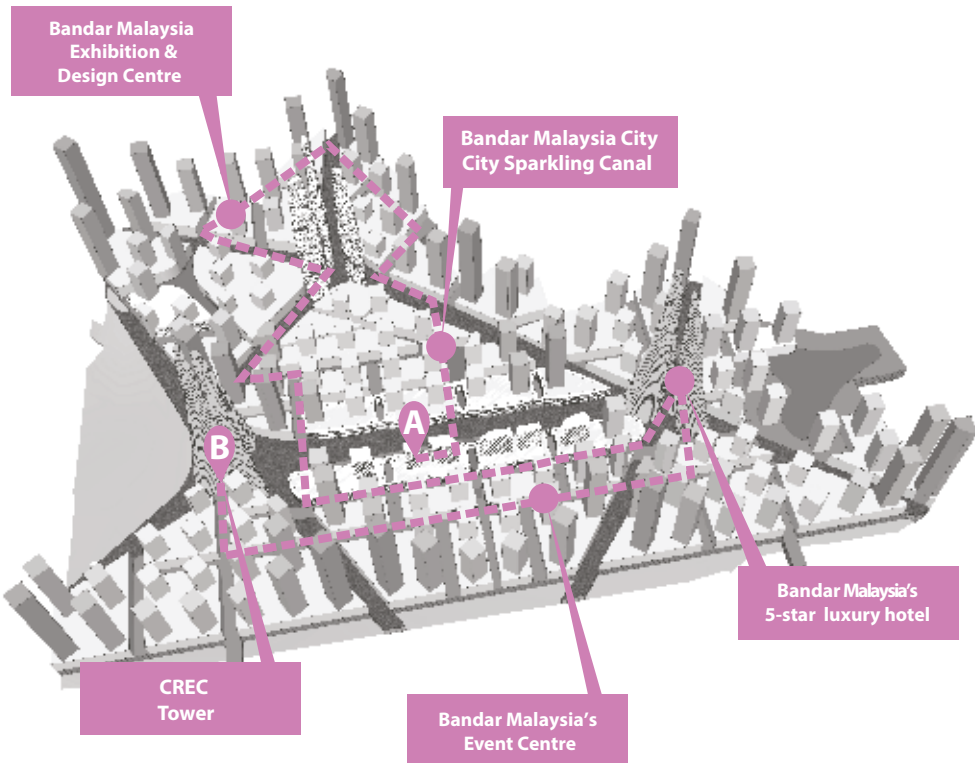 Bandar Malaysia
Exhibition &
Design Centre
Bandar Malaysia City
City Sparkling Canal
A
B
Bandar Malaysia's
5-star luxury hotel
CREC
Tower
Bandar Malaysia's
Event Centre